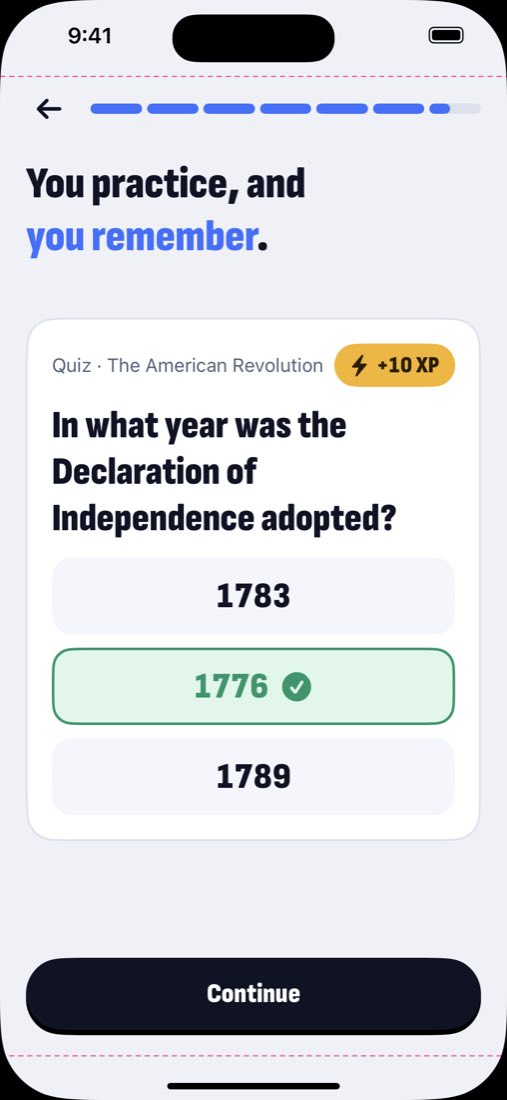 9:41
You practice, and
you remember.
Quiz · The American Revolution
+10 XP
In what year was the
Declaration of
Independence adopted?
1783
1776
1789
Continue